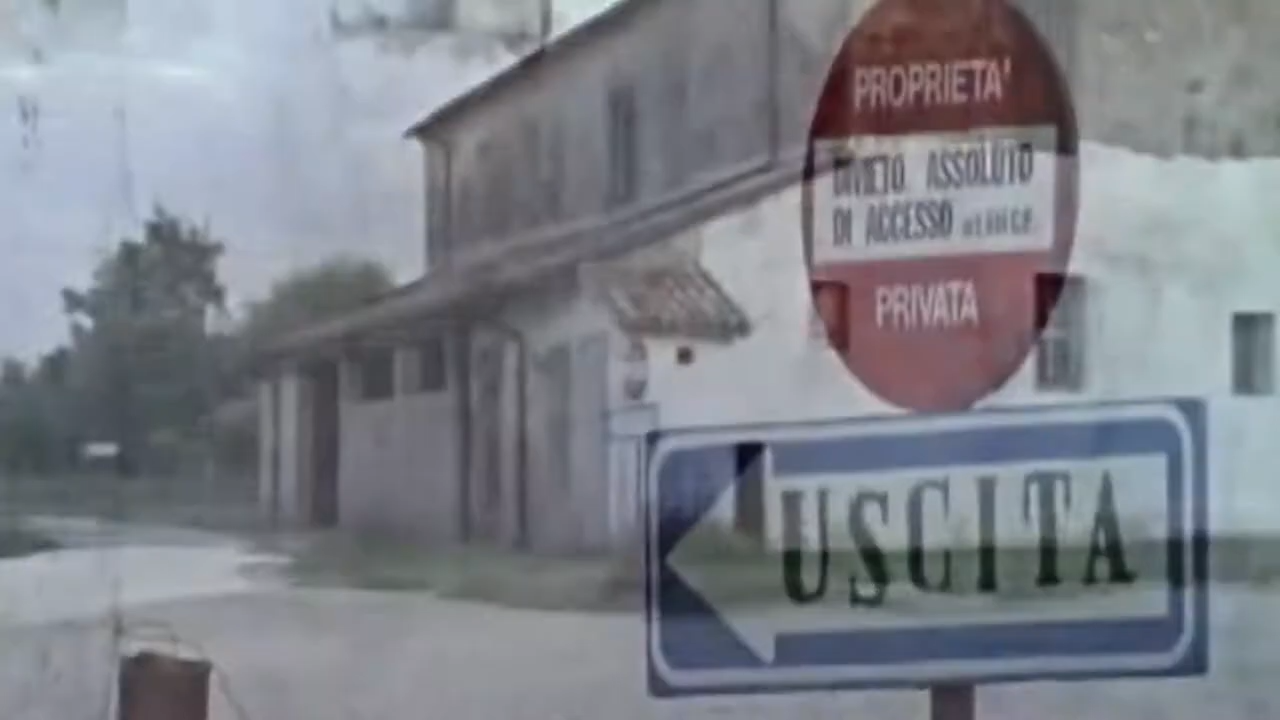 PROPRIETA'
DIVIETO ASSOLUTO
DI ACCESSO
PRIVATA
USCITA